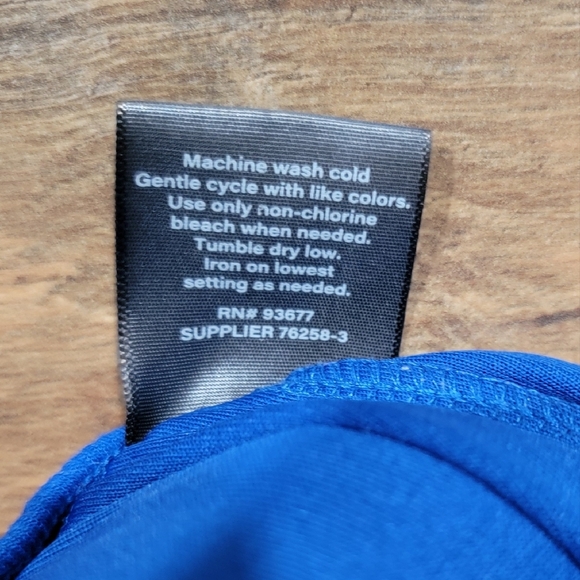 Machine wash cold
Gentle cycle with like colors.
Use only non-chlorine
bleach when needed.
Tumble dry low.
Iron on lowest
setting as needed.
RN# 93677
SUPPLIER 76258-3